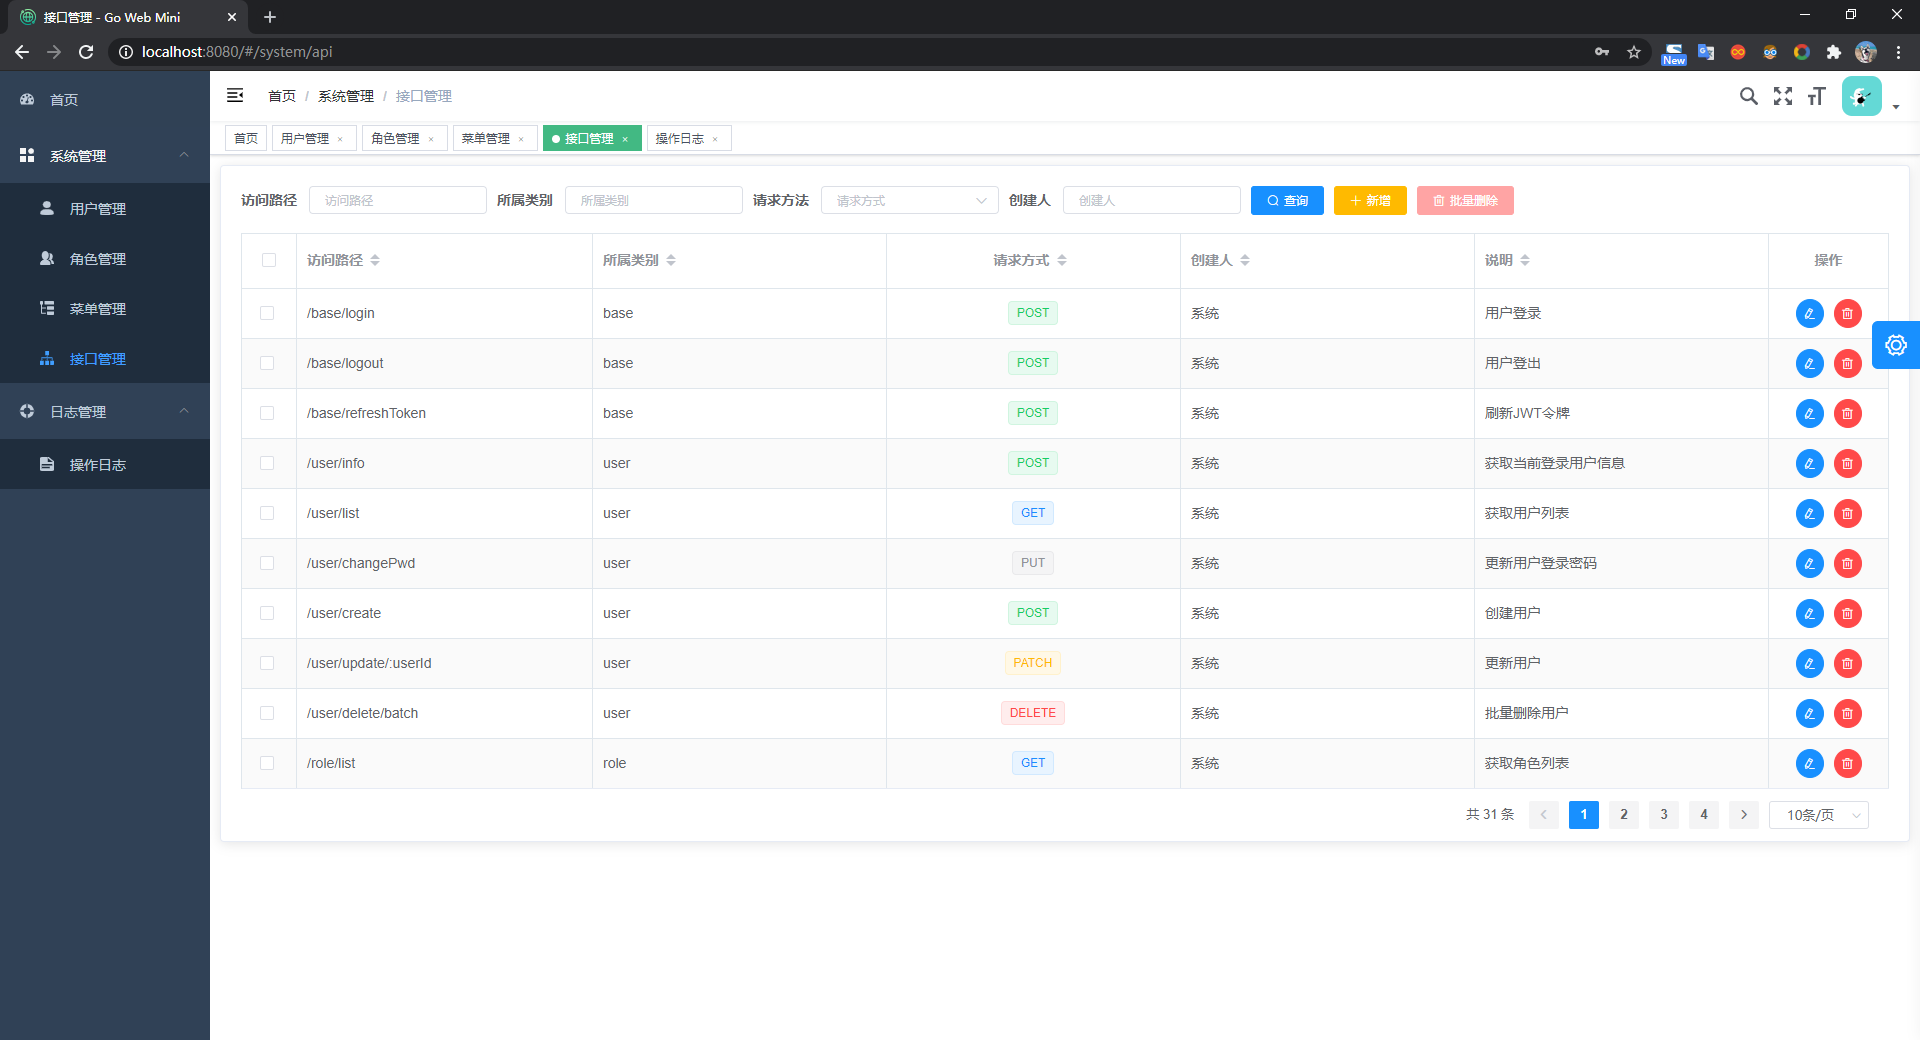 接口管理 - Go Web Mini
localhost:8080/#/system/api
New
首页
系统管理
用户管理
角色管理
菜单管理
接口管理
日志管理
操作日志
首页 / 系统管理 / 接口管理
首页 用户管理 × 角色管理 × 菜单管理 × 接口管理 × 操作日志 ×
访问路径 访问路径 所属类别 所属类别 请求方法 请求方式 创建人 创建人 查询 新增 批量删除
访问路径 所属类别 请求方式 创建人 说明 操作
/base/login base POST 系统 用户登录
/base/logout base POST 系统 用户登出
/base/refreshToken base POST 系统 刷新JWT令牌
/user/info user POST 系统 获取当前登录用户信息
/user/list user GET 系统 获取用户列表
/user/changePwd user PUT 系统 更新用户登录密码
/user/create user POST 系统 创建用户
/user/update/:userId user PATCH 系统 更新用户
/user/delete/batch user DELETE 系统 批量删除用户
/role/list role GET 系统 获取角色列表
共 31 条 1 2 3 4 10条/页